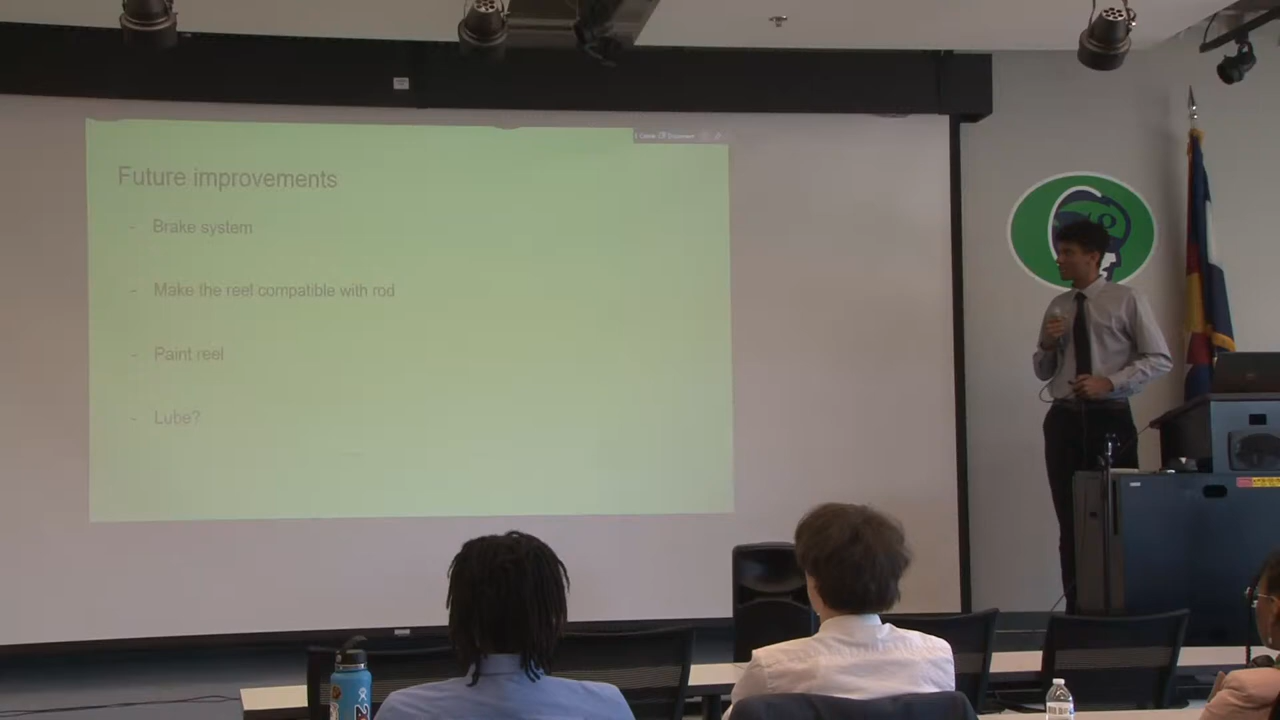 Future improvements
- Brake system
- Make the reel compatible with rod
- Paint reel
- Lube?